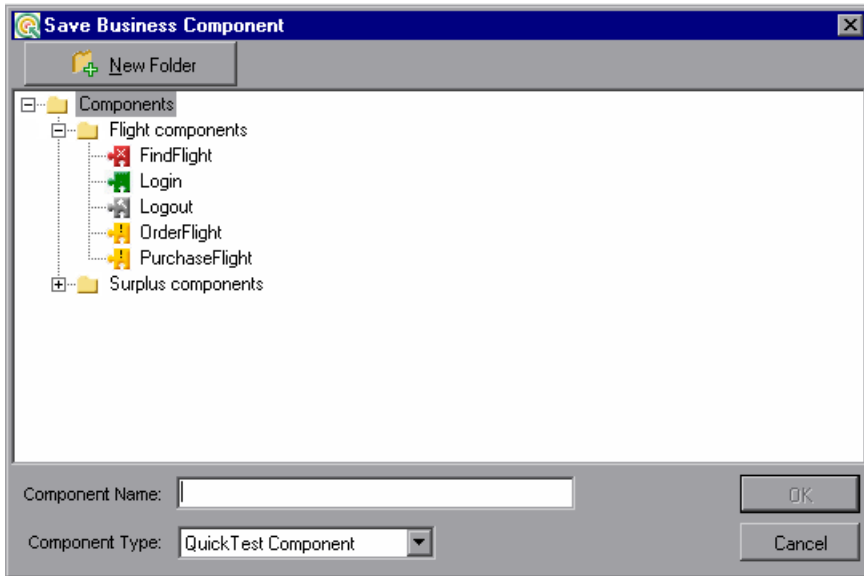 Save Business Component
New Folder
Components
Flight components
FindFlight
Login
Logout
OrderFlight
PurchaseFlight
Surplus components
Component Name:
OK
Component Type: QuickTest Component
Cancel